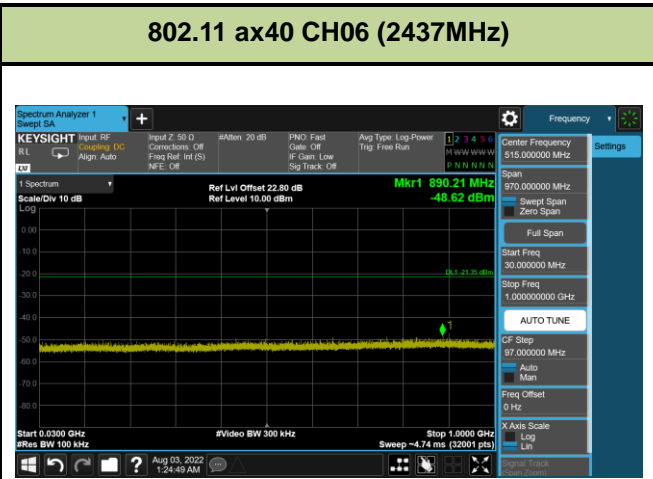 802.11 ax40 CH06 (2437MHz)
Spectrum Analyzer 1
Swept SA
+
Frequency
KEYSIGHT
RL
LXI
Input: RF
Coupling: DC
Align: Auto
Input Z: 50 Ω
Corrections: Off
Freq Ref: Int (S)
NFE: Off
#Atten: 20 dB
PNO: Fast
Gate: Off
IF Gain: Low
Sig Track: Off
Avg Type: Log-Power
Trig: Free Run
1 2 3 4 5 6
M W W W W W
P N N N N N
1 Spectrum
Scale/Div 10 dB
Log
Ref Lvl Offset 22.80 dB
Ref Level 10.00 dBm
Mkr1 890.21 MHz
-48.62 dBm
0.00
-10.0
-20.0
DL1 -21.35 dBm
-30.0
-40.0
1
-50.0
-60.0
-70.0
-80.0
Start 0.0300 GHz
#Res BW 100 kHz
#Video BW 300 kHz
Stop 1.0000 GHz
Sweep ~4.74 ms (32001 pts)
Aug 03, 2022
1:24:49 AM
?
Settings
Center Frequency
515.000000 MHz
Span
970.000000 MHz
Swept Span
Zero Span
Full Span
Start Freq
30.000000 MHz
Stop Freq
1.000000000 GHz
AUTO TUNE
CF Step
97.000000 MHz
Auto
Man
Freq Offset
0 Hz
X Axis Scale
Log
Lin
Signal Track
(Span Zoom)